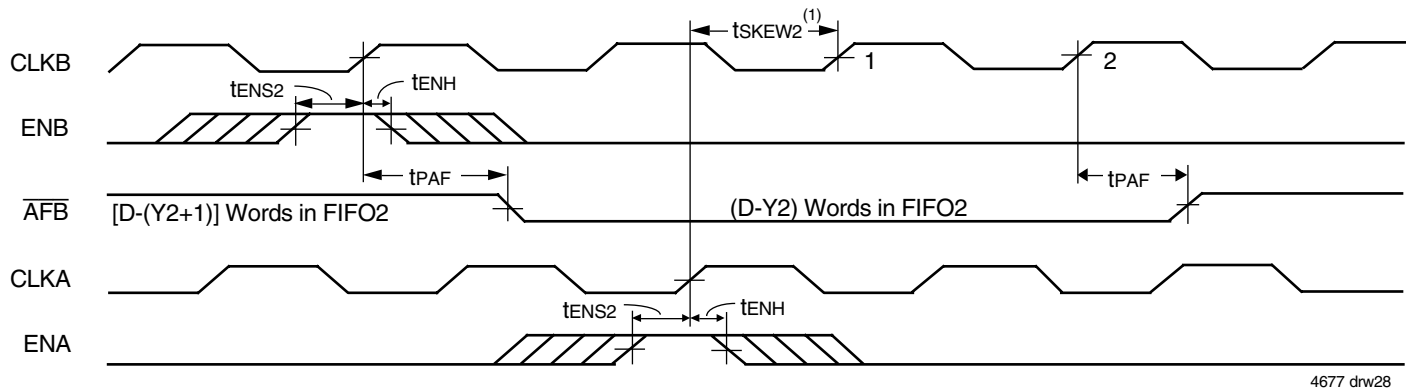 tSKEW2 (1)
CLKB
1
2
tENS2
tENH
ENB
tPAF
tPAF
AFB
[D-(Y2+1)] Words in FIFO2
(D-Y2) Words in FIFO2
CLKA
tENS2
tENH
ENA
4677 drw28